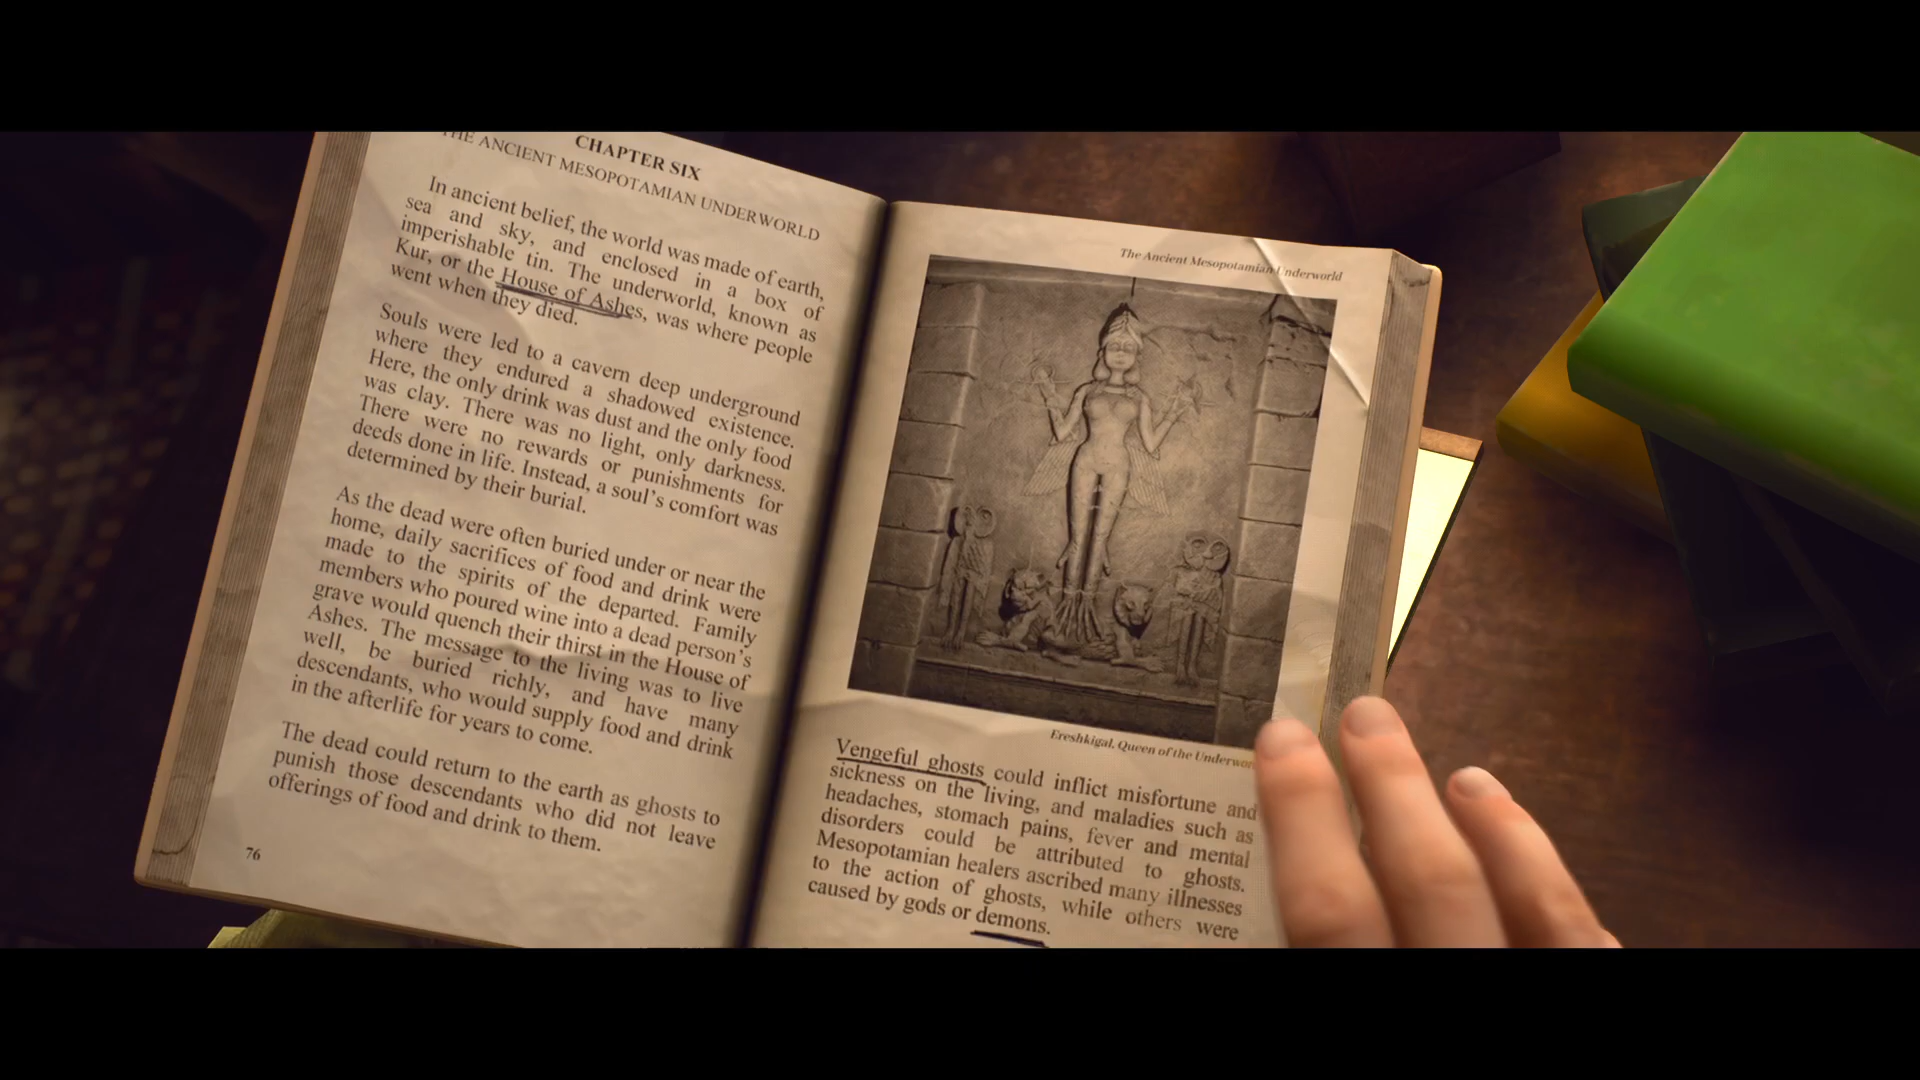 CHAPTER SIX
THE ANCIENT MESOPOTAMIAN UNDERWORLD
In ancient belief, the world was made of earth,
sea and sky, and enclosed in a box of
imperishable tin. The underworld, known as
Kur, or the House of Ashes, was where people
went when they died.
Souls were led to a cavern deep underground
where they endured a shadowed existence.
Here, the only drink was dust and the only food
was clay. There was no light, only darkness.
There were no rewards or punishments for
deeds done in life. Instead, a soul's comfort was
determined by their burial.
As the dead were often buried under or near the
home, daily sacrifices of food and drink were
made to the spirits of the departed. Family
members who poured wine into a dead person's
grave would quench their thirst in the House of
Ashes. The message to the living was to live
well, be buried richly, and have many
descendants, who would supply food and drink
in the afterlife for years to come.
The dead could return to the earth as ghosts to
punish those descendants who did not leave
offerings of food and drink to them.
76
The Ancient Mesopotamian Underworld
Ereshkigal, Queen of the
Vengeful ghosts could inflict misfortune and
sickness on the living, and maladies such as
headaches, stomach pains, fever and mental
disorders could be attributed to ghosts.
Mesopotamian healers ascribed many illnesses
to the action of ghosts, while others were
caused by gods or demons.